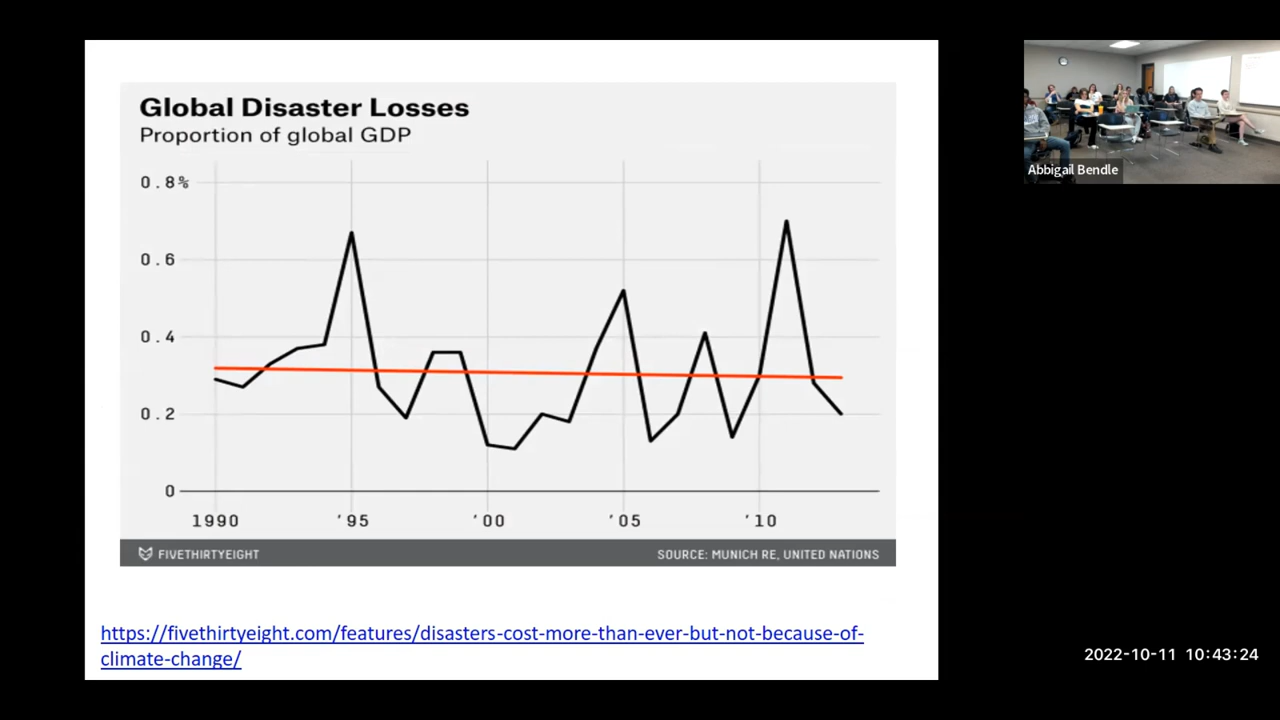 Global Disaster Losses
Proportion of global GDP
0.8%
0.6
0.4
0.2
0
1990 '95 '00 '05 '10
FIVETHIRTYEIGHT SOURCE: MUNICH RE, UNITED NATIONS
https://fivethirtyeight.com/features/disasters-cost-more-than-ever-but-not-because-of-
climate-change/
Abbigail Bendle
2022-10-11 10:43:24